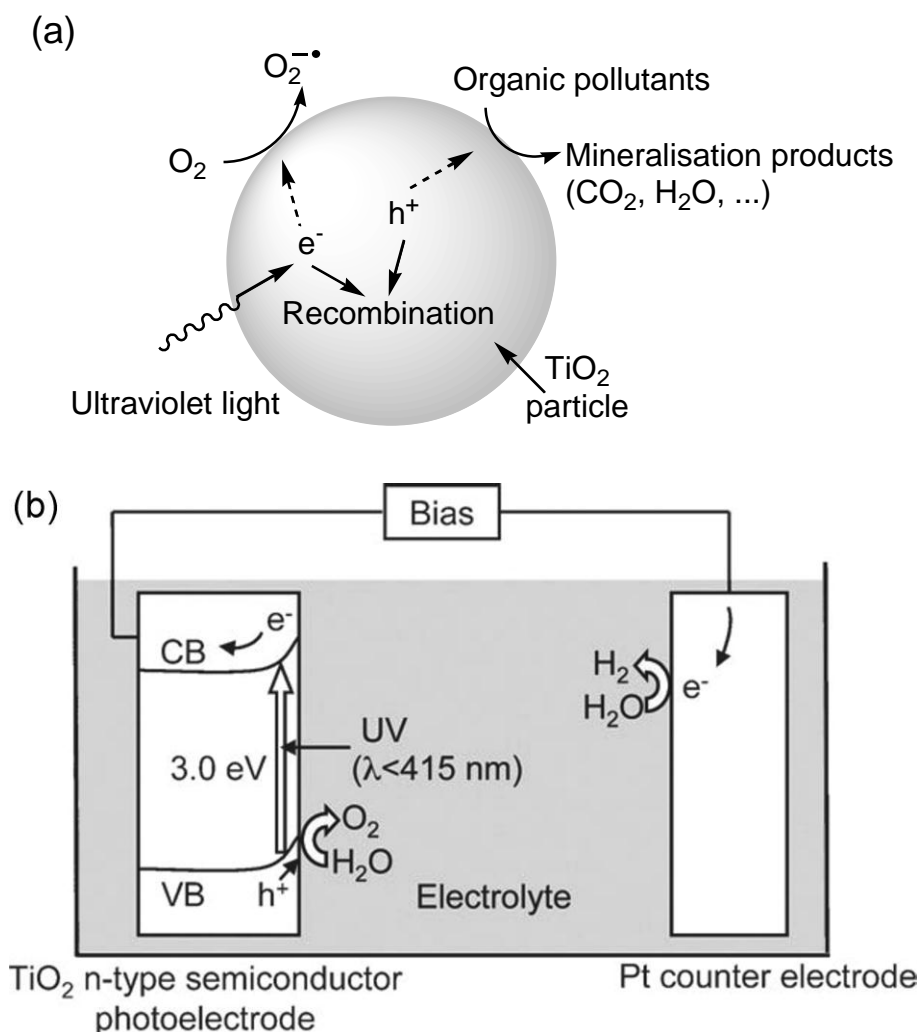 (a)
O₂⁻•
Organic pollutants
O₂
Mineralisation products
(CO₂, H₂O, ...)
h⁺
e⁻
Recombination
Ultraviolet light
TiO₂
particle
(b)
Bias
e⁻
CB
H₂
H₂O
e⁻
UV
3.0 eV
(λ<415 nm)
O₂
H₂O
VB
h⁺
Electrolyte
TiO₂ n-type semiconductor
photoelectrode
Pt counter electrode